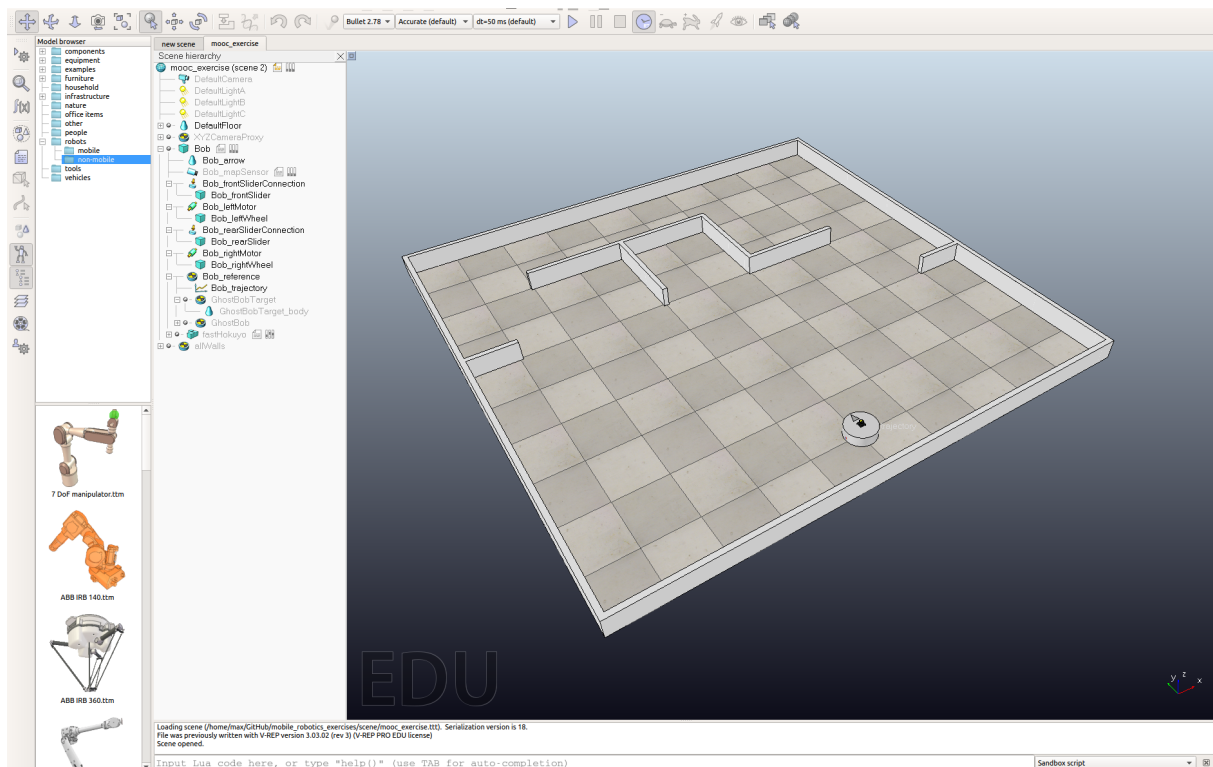 Bullet 2.78
Accurate (default)
dt=50 ms (default)
Model browser
components
equipment
examples
furniture
household
infrastructure
nature
office items
other
people
robots
mobile
non-mobile
tools
vehicles
7 DoF manipulator.ttm
ABB IRB 140.ttm
ABB IRB 360.ttm
new scene
mooc_exercise
Scene hierarchy
mooc_exercise (scene 2)
DefaultCamera
DefaultLightA
DefaultLightB
DefaultLightC
DefaultFloor
XYZCameraProxy
Bob
Bob_arrow
Bob_mapSensor
Bob_frontSliderConnection
Bob_frontSlider
Bob_leftMotor
Bob_leftWheel
Bob_rearSliderConnection
Bob_rearSlider
Bob_rightMotor
Bob_rightWheel
Bob_reference
Bob_trajectory
GhostBobTarget
GhostBobTarget_body
GhostBob
fastHokuyo
allWalls
EDU
y z x
Loading scene (/home/max/GitHub/mobile_robotics_exercises/scene/mooc_exercise.ttt). Serialization version is 18.
File was previously written with V-REP version 3.03.02 (rev 3) (V-REP PRO EDU license)
Scene opened.
Input Lua code here, or type "help()" (use TAB for auto-completion)
Sandbox script